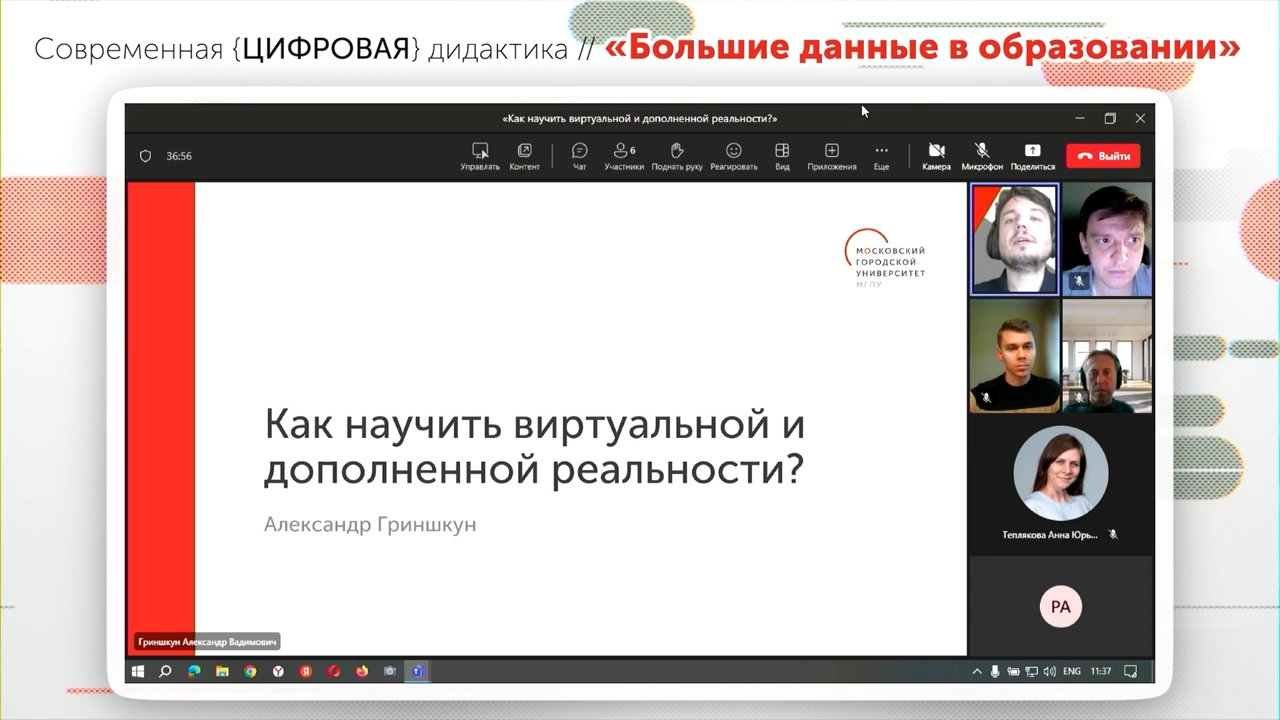 Современная {ЦИФРОВАЯ} дидактика // «Большие данные в образовании»
«Как научить виртуальной и дополненной реальности?»
36:56
Управлять
Контент
Чат
6
Участники
Поднять руку
Реагировать
Вид
Приложения
Еще
Камера
Микрофон
Поделиться
Выйти
МОСКОВСКИЙ
ГОРОДСКОЙ
УНИВЕРСИТЕТ
МГПУ
Как научить виртуальной и
дополненной реальности?
Александр Гриншкун
Теплякова Анна Юрь...
РА
Гриншкун Александр Вадимович
ENG
11:37